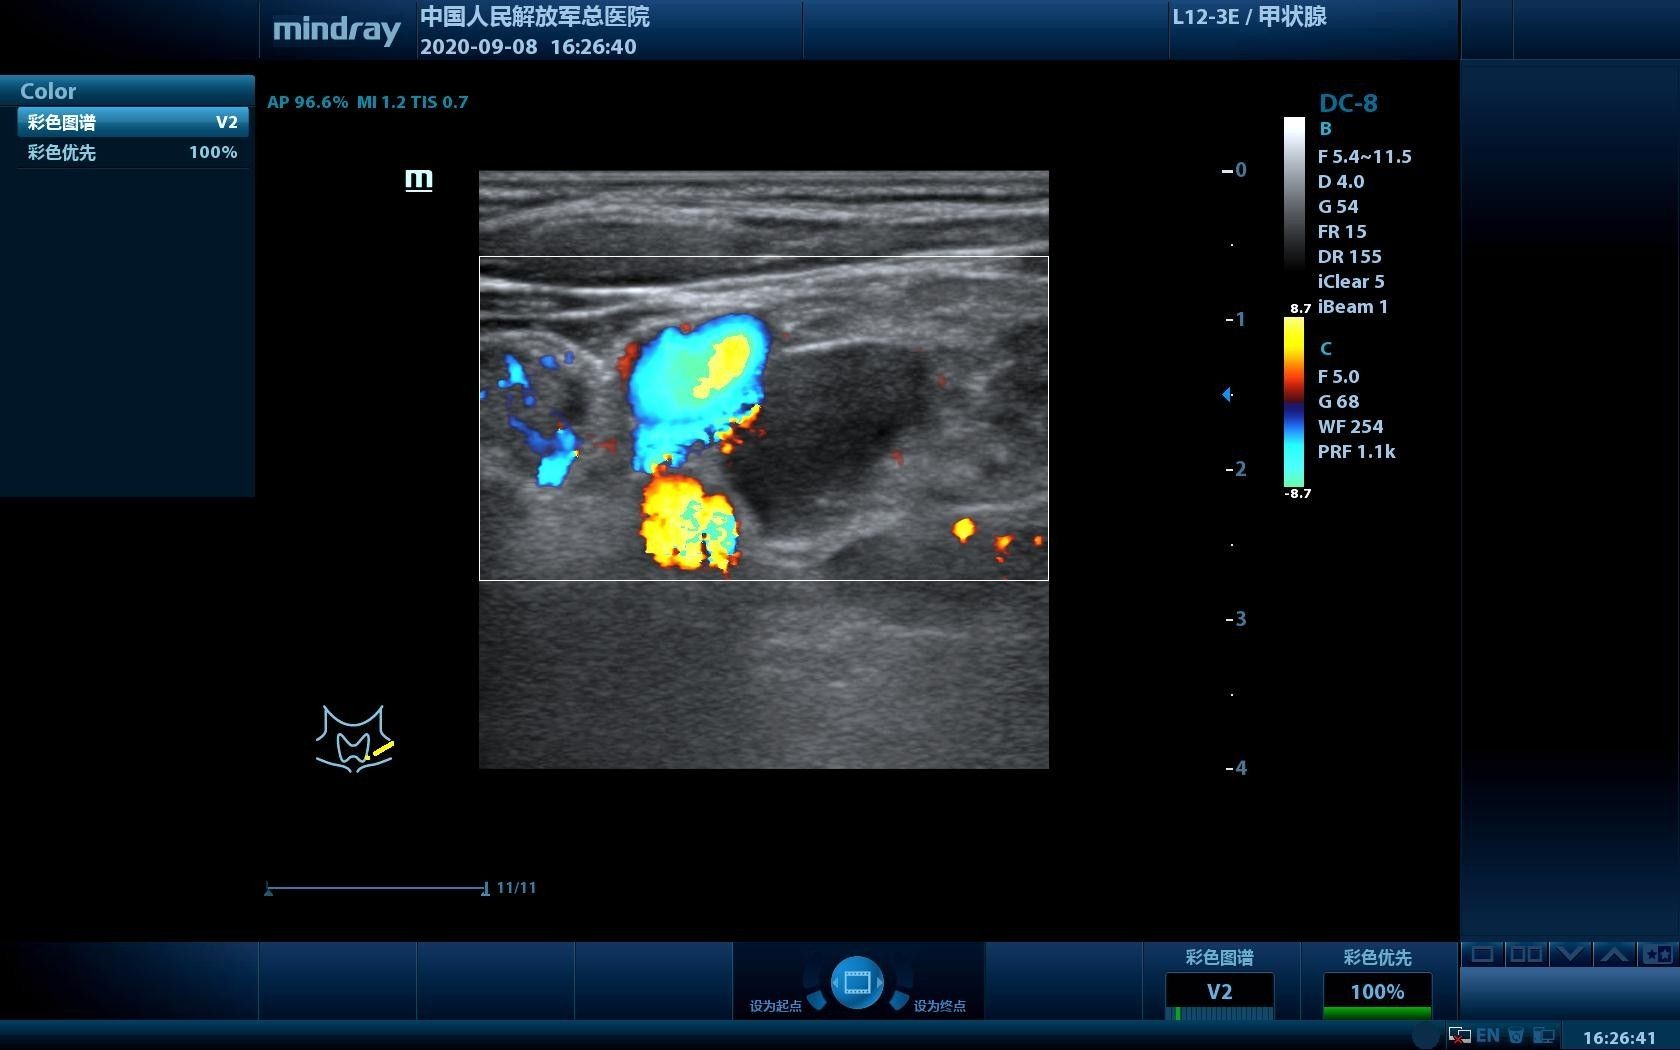 mindray
中国人民解放军总医院
2020-09-08 16:26:40
L12-3E / 甲状腺
Color
彩色图谱 V2
彩色优先 100%
AP 96.6% MI 1.2 TIS 0.7
m
0
1
2
3
4
DC-8
B
F 5.4~11.5
D 4.0
G 54
FR 15
DR 155
iClear 5
iBeam 1
8.7
-8.7
C
F 5.0
G 68
WF 254
PRF 1.1k
11/11
设为起点
设为终点
彩色图谱
V2
彩色优先
100%
EN
16:26:41